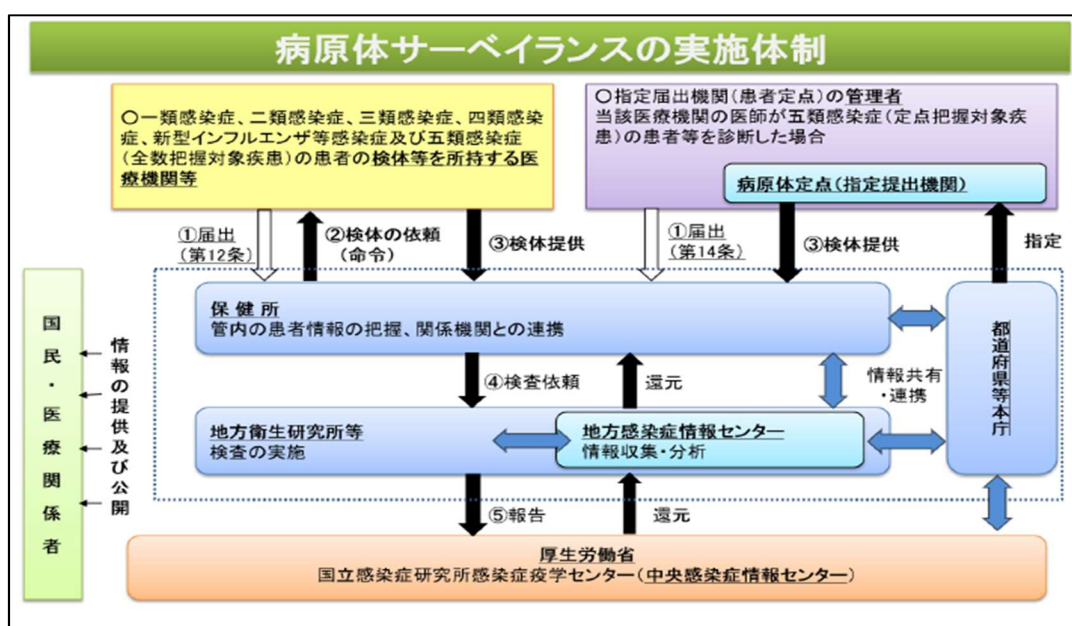 病原体サーベイランスの実施体制
〇一類感染症、二類感染症、三類感染症、四類感染
症、新型インフルエンザ等感染症及び五類感染症
(全数把握対象疾患)の患者の検体等を所持する医
療機関等
〇指定届出機関(患者定点)の管理者
当該医療機関の医師が五類感染症(定点把握対象疾
患)の患者等を診断した場合
病原体定点(指定提出機関)
①届出
(第12条)
②検体の依頼
(命令)
③検体提供
①届出
(第14条)
③検体提供
指定
保健所
管内の患者情報の把握、関係機関との連携
④検査依頼
還元
情報共有
・連携
都道府県等本庁
地方衛生研究所等
検査の実施
地方感染症情報センター
情報収集・分析
⑤報告
還元
厚生労働省
国立感染症研究所感染症疫学センター(中央感染症情報センター)
情報の提供及び公開
国民・医療関係者